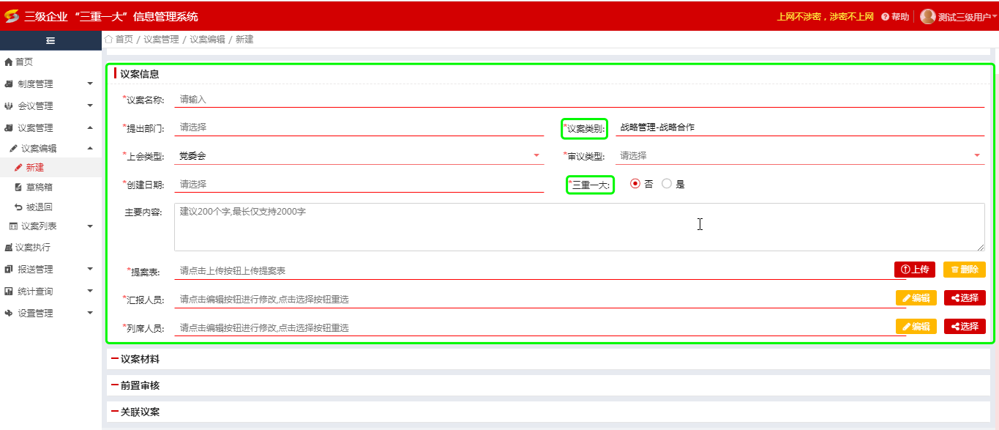 三级企业 “三重一大” 信息管理系统
上网不涉密，涉密不上网 帮助 测试三级用户
首页 / 议案管理 / 议案编辑 / 新建
首页
制度管理
会议管理
议案管理
议案编辑
新建
草稿箱
被退回
议案列表
议案执行
报送管理
统计查询
设置管理
议案信息
*议案名称: 请输入
*提出部门: 请选择 *议案类别: 战略管理-战略合作
*上会类型: 党委会 *审议类型: 请选择
*创建日期: 请选择 *三重一大: 否 是
主要内容: 建议200个字,最长仅支持2000字
*提案表: 请点击上传按钮上传提案表 上传 删除
*汇报人员: 请点击编辑按钮进行修改,点击选择按钮重选 编辑 选择
*列席人员: 请点击编辑按钮进行修改,点击选择按钮重选 编辑 选择
议案材料
前置审核
关联议案